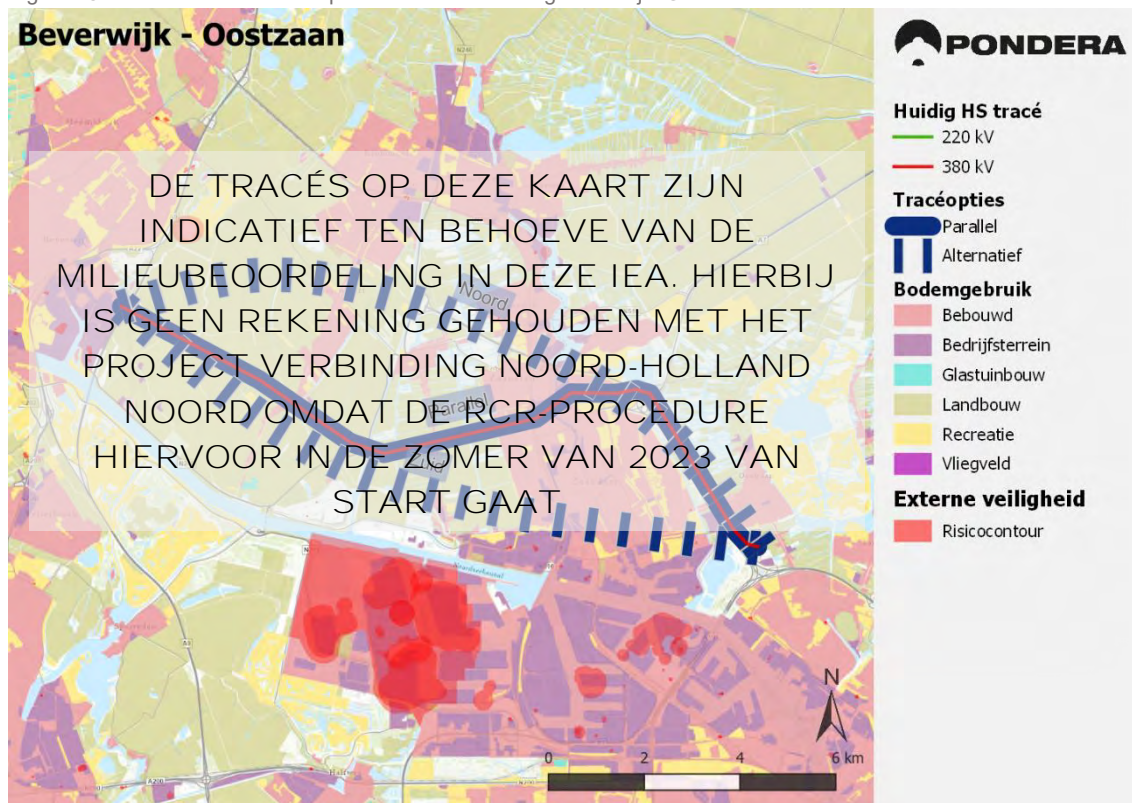 Beverwijk - Oostzaan
DE TRACÉS OP DEZE KAART ZIJN
INDICATIEF TEN BEHOEVE VAN DE
MILIEUBEOORDELING IN DEZE IEA. HIERBIJ
IS GEEN REKENING GEHOUDEN MET HET
PROJECT VERBINDING NOORD-HOLLAND
NOORD OMDAT DE RCR-PROCEDURE
HIERVOOR IN DE ZOMER VAN 2023 VAN
START GAAT
Noord
Parallel
Zuid
Noordzeekanaal
A200
N
0 2 4 6 km
PONDERA
Huidig HS tracé
220 kV
380 kV
Tracéopties
Parallel
Alternatief
Bodemgebruik
Bebouwd
Bedrijfsterrein
Glastuinbouw
Landbouw
Recreatie
Vliegveld
Externe veiligheid
Risicocontour